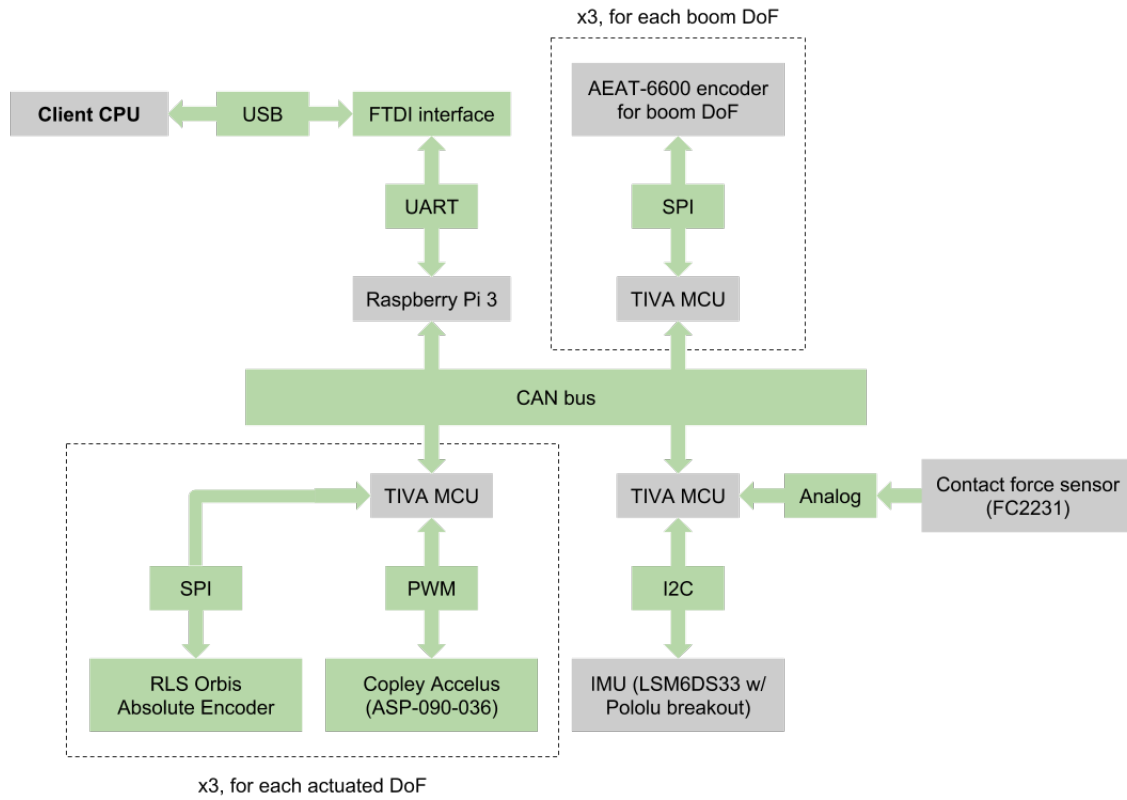 x3, for each boom DoF
Client CPU
USB
FTDI interface
AEAT-6600 encoder
for boom DoF
UART
SPI
Raspberry Pi 3
TIVA MCU
CAN bus
TIVA MCU
TIVA MCU
Analog
Contact force sensor
(FC2231)
SPI
PWM
I2C
RLS Orbis
Absolute Encoder
Copley Accelus
(ASP-090-036)
IMU (LSM6DS33 w/
Pololu breakout)
x3, for each actuated DoF